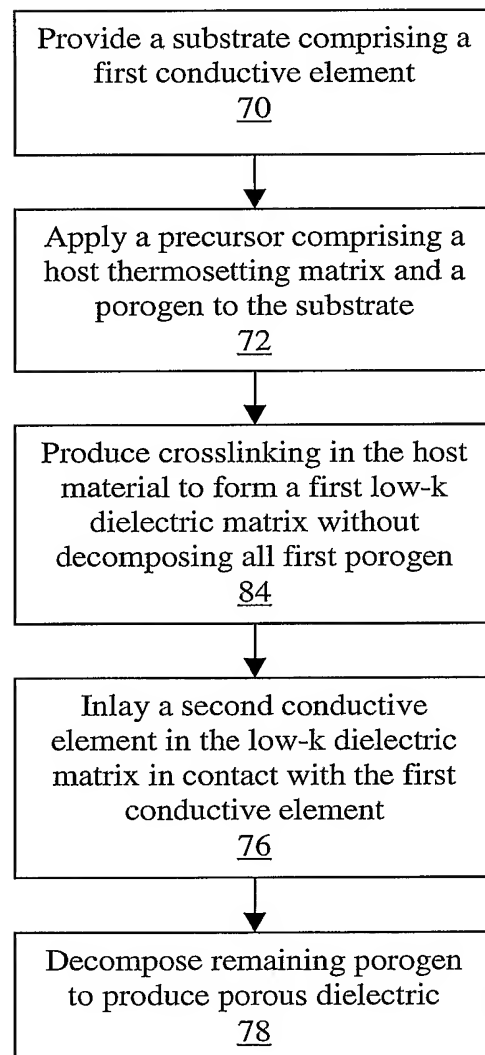 Provide a substrate comprising a
first conductive element
70
Apply a precursor comprising a
host thermosetting matrix and a
porogen to the substrate
72
Produce crosslinking in the host
material to form a first low-k
dielectric matrix without
decomposing all first porogen
84
Inlay a second conductive
element in the low-k dielectric
matrix in contact with the first
conductive element
76
Decompose remaining porogen
to produce porous dielectric
78